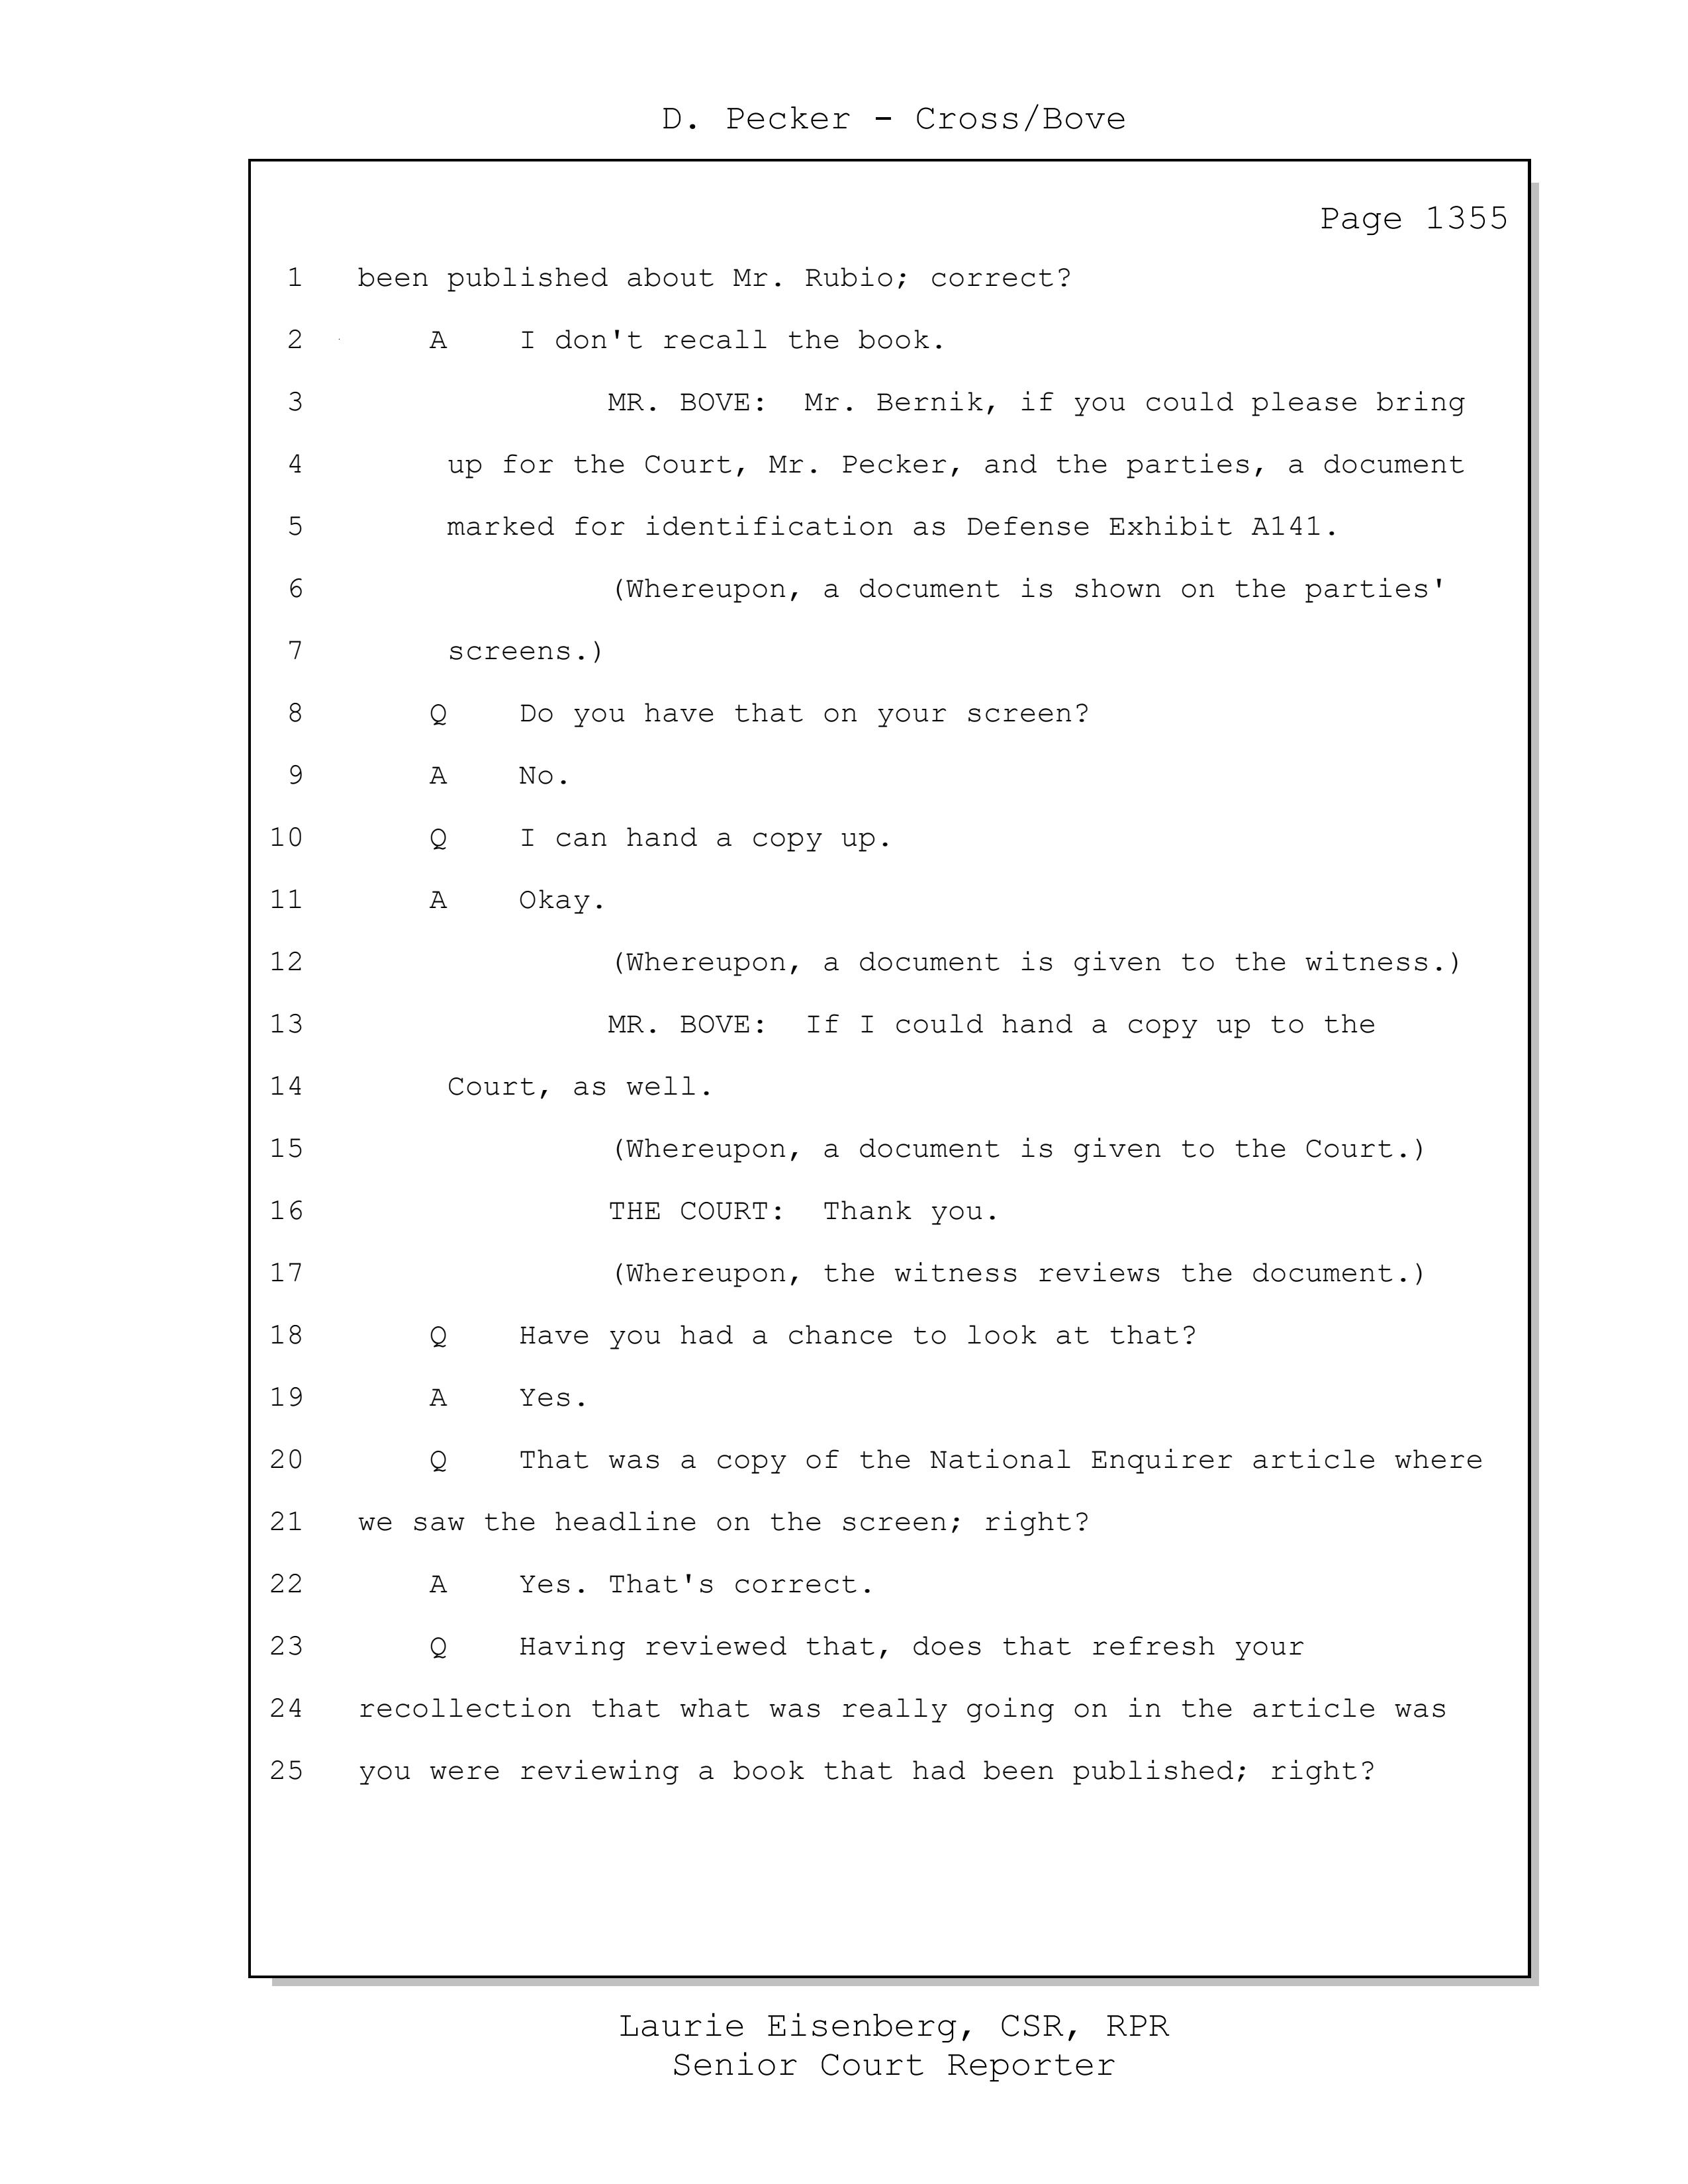 D. Pecker - Cross/Bove
Page 1355
1 been published about Mr. Rubio; correct?
2 A I don't recall the book.
3 MR. BOVE: Mr. Bernik, if you could please bring
4 up for the Court, Mr. Pecker, and the parties, a document
5 marked for identification as Defense Exhibit A141.
6 (Whereupon, a document is shown on the parties'
7 screens.)
8 Q Do you have that on your screen?
9 A No.
10 Q I can hand a copy up.
11 A Okay.
12 (Whereupon, a document is given to the witness.)
13 MR. BOVE: If I could hand a copy up to the
14 Court, as well.
15 (Whereupon, a document is given to the Court.)
16 THE COURT: Thank you.
17 (Whereupon, the witness reviews the document.)
18 Q Have you had a chance to look at that?
19 A Yes.
20 Q That was a copy of the National Enquirer article where
21 we saw the headline on the screen; right?
22 A Yes. That's correct.
23 Q Having reviewed that, does that refresh your
24 recollection that what was really going on in the article was
25 you were reviewing a book that had been published; right?
Laurie Eisenberg, CSR, RPR
Senior Court Reporter